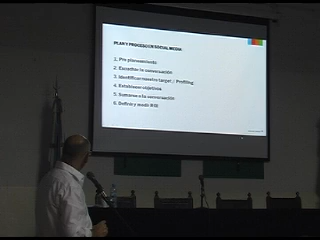 PLAN Y PROCESO EN SOCIAL MEDIA:
1. Pre planeamiento
2. Escuchar la conversación
3. Identificar nuestro target / Profiling
4. Establecer objetivos
5. Sumarse a la conversación
6. Definir y medir ROI